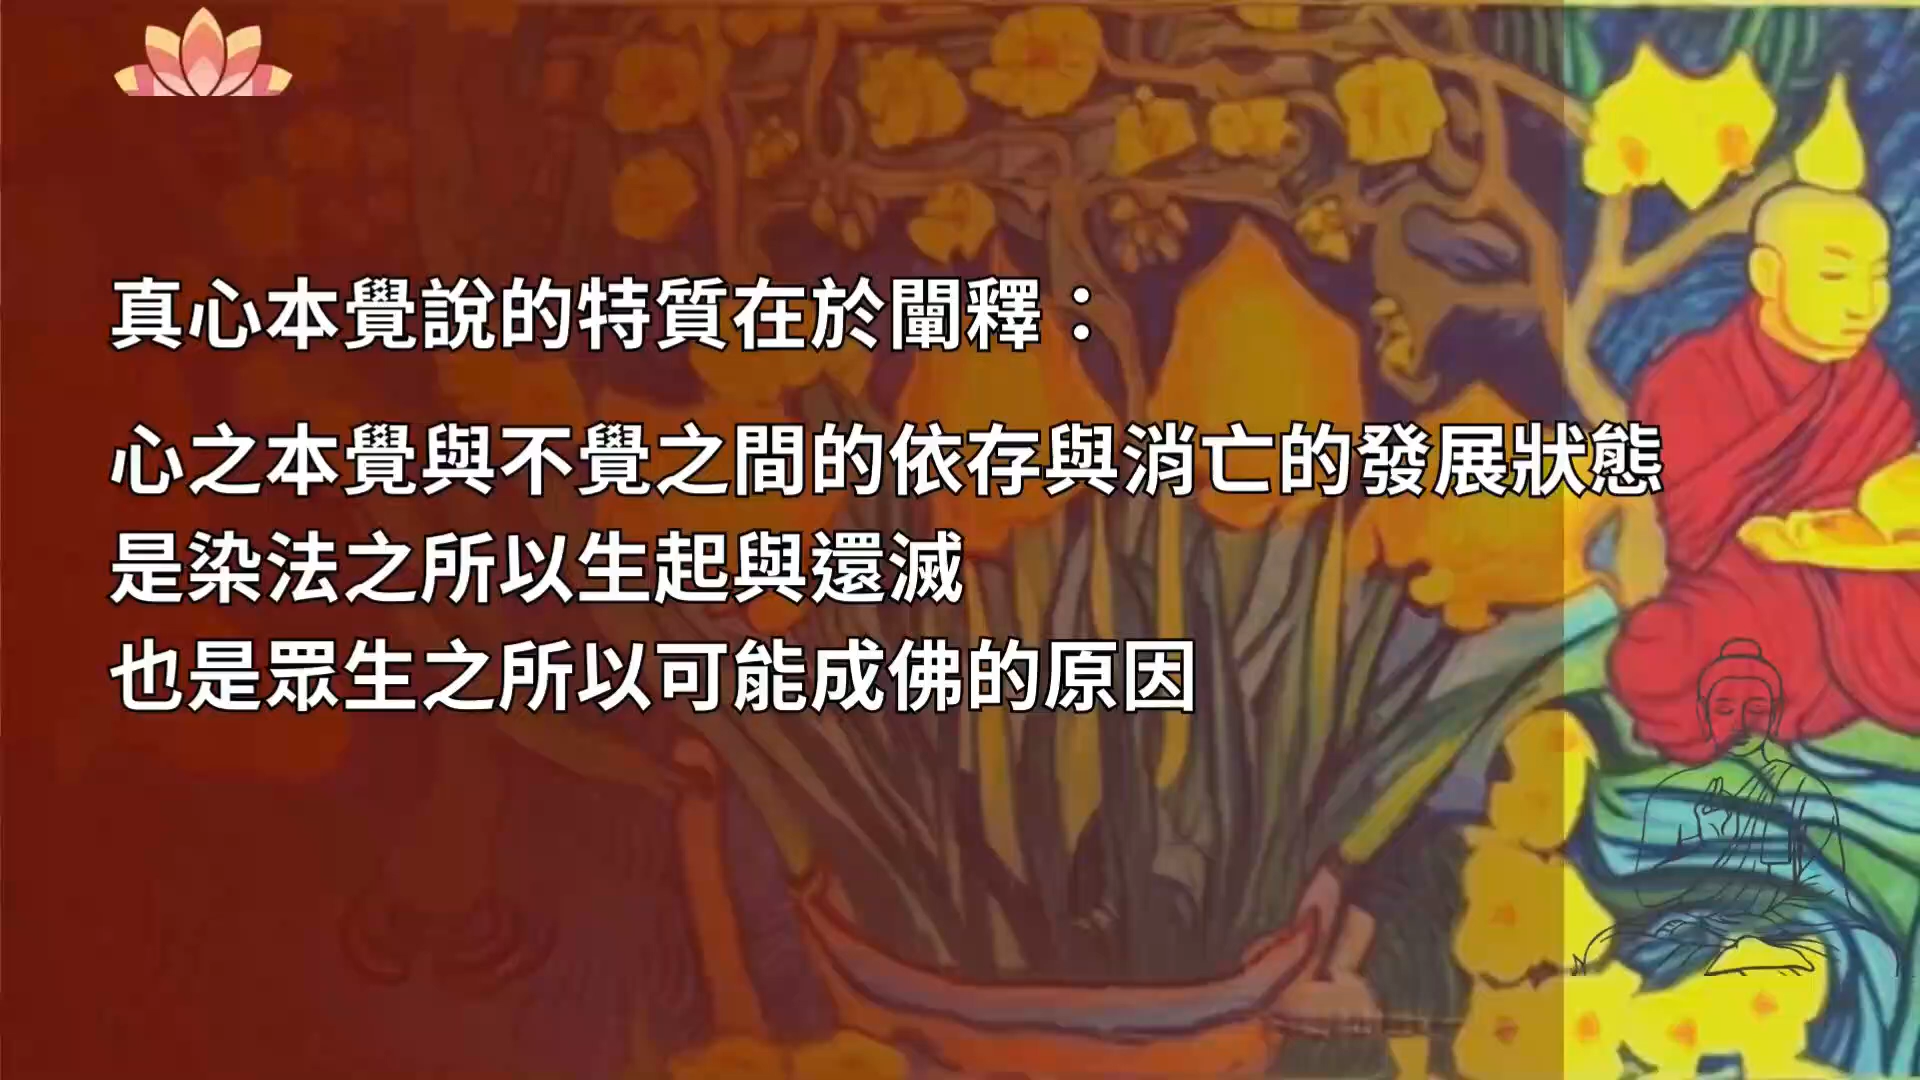 真心本覺說的特質在於闡釋：
心之本覺與不覺之間的依存與消亡的發展狀態
是染法之所以生起與還滅
也是眾生之所以可能成佛的原因